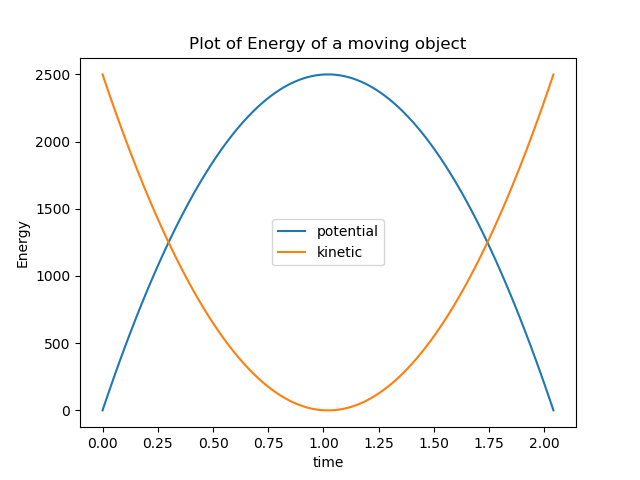 Plot of Energy of a moving object
2500
2000
1500
1000
500
0
Energy
potential
kinetic
0.00 0.25 0.50 0.75 1.00 1.25 1.50 1.75 2.00
time